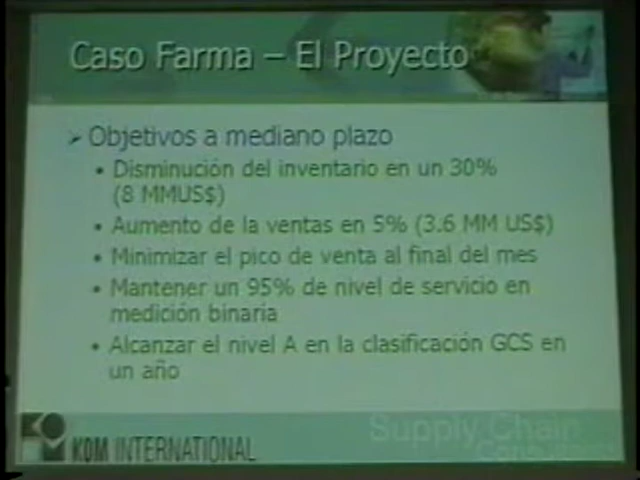 Caso Farma – El Proyecto
➢ Objetivos a mediano plazo
• Disminución del inventario en un 30%
(8 MMUS$)
• Aumento de la ventas en 5% (3.6 MM US$)
• Minimizar el pico de venta al final del mes
• Mantener un 95% de nivel de servicio en
medición binaria
• Alcanzar el nivel A en la clasificación GCS en
un año
KOM INTERNATIONAL
Supply Chain